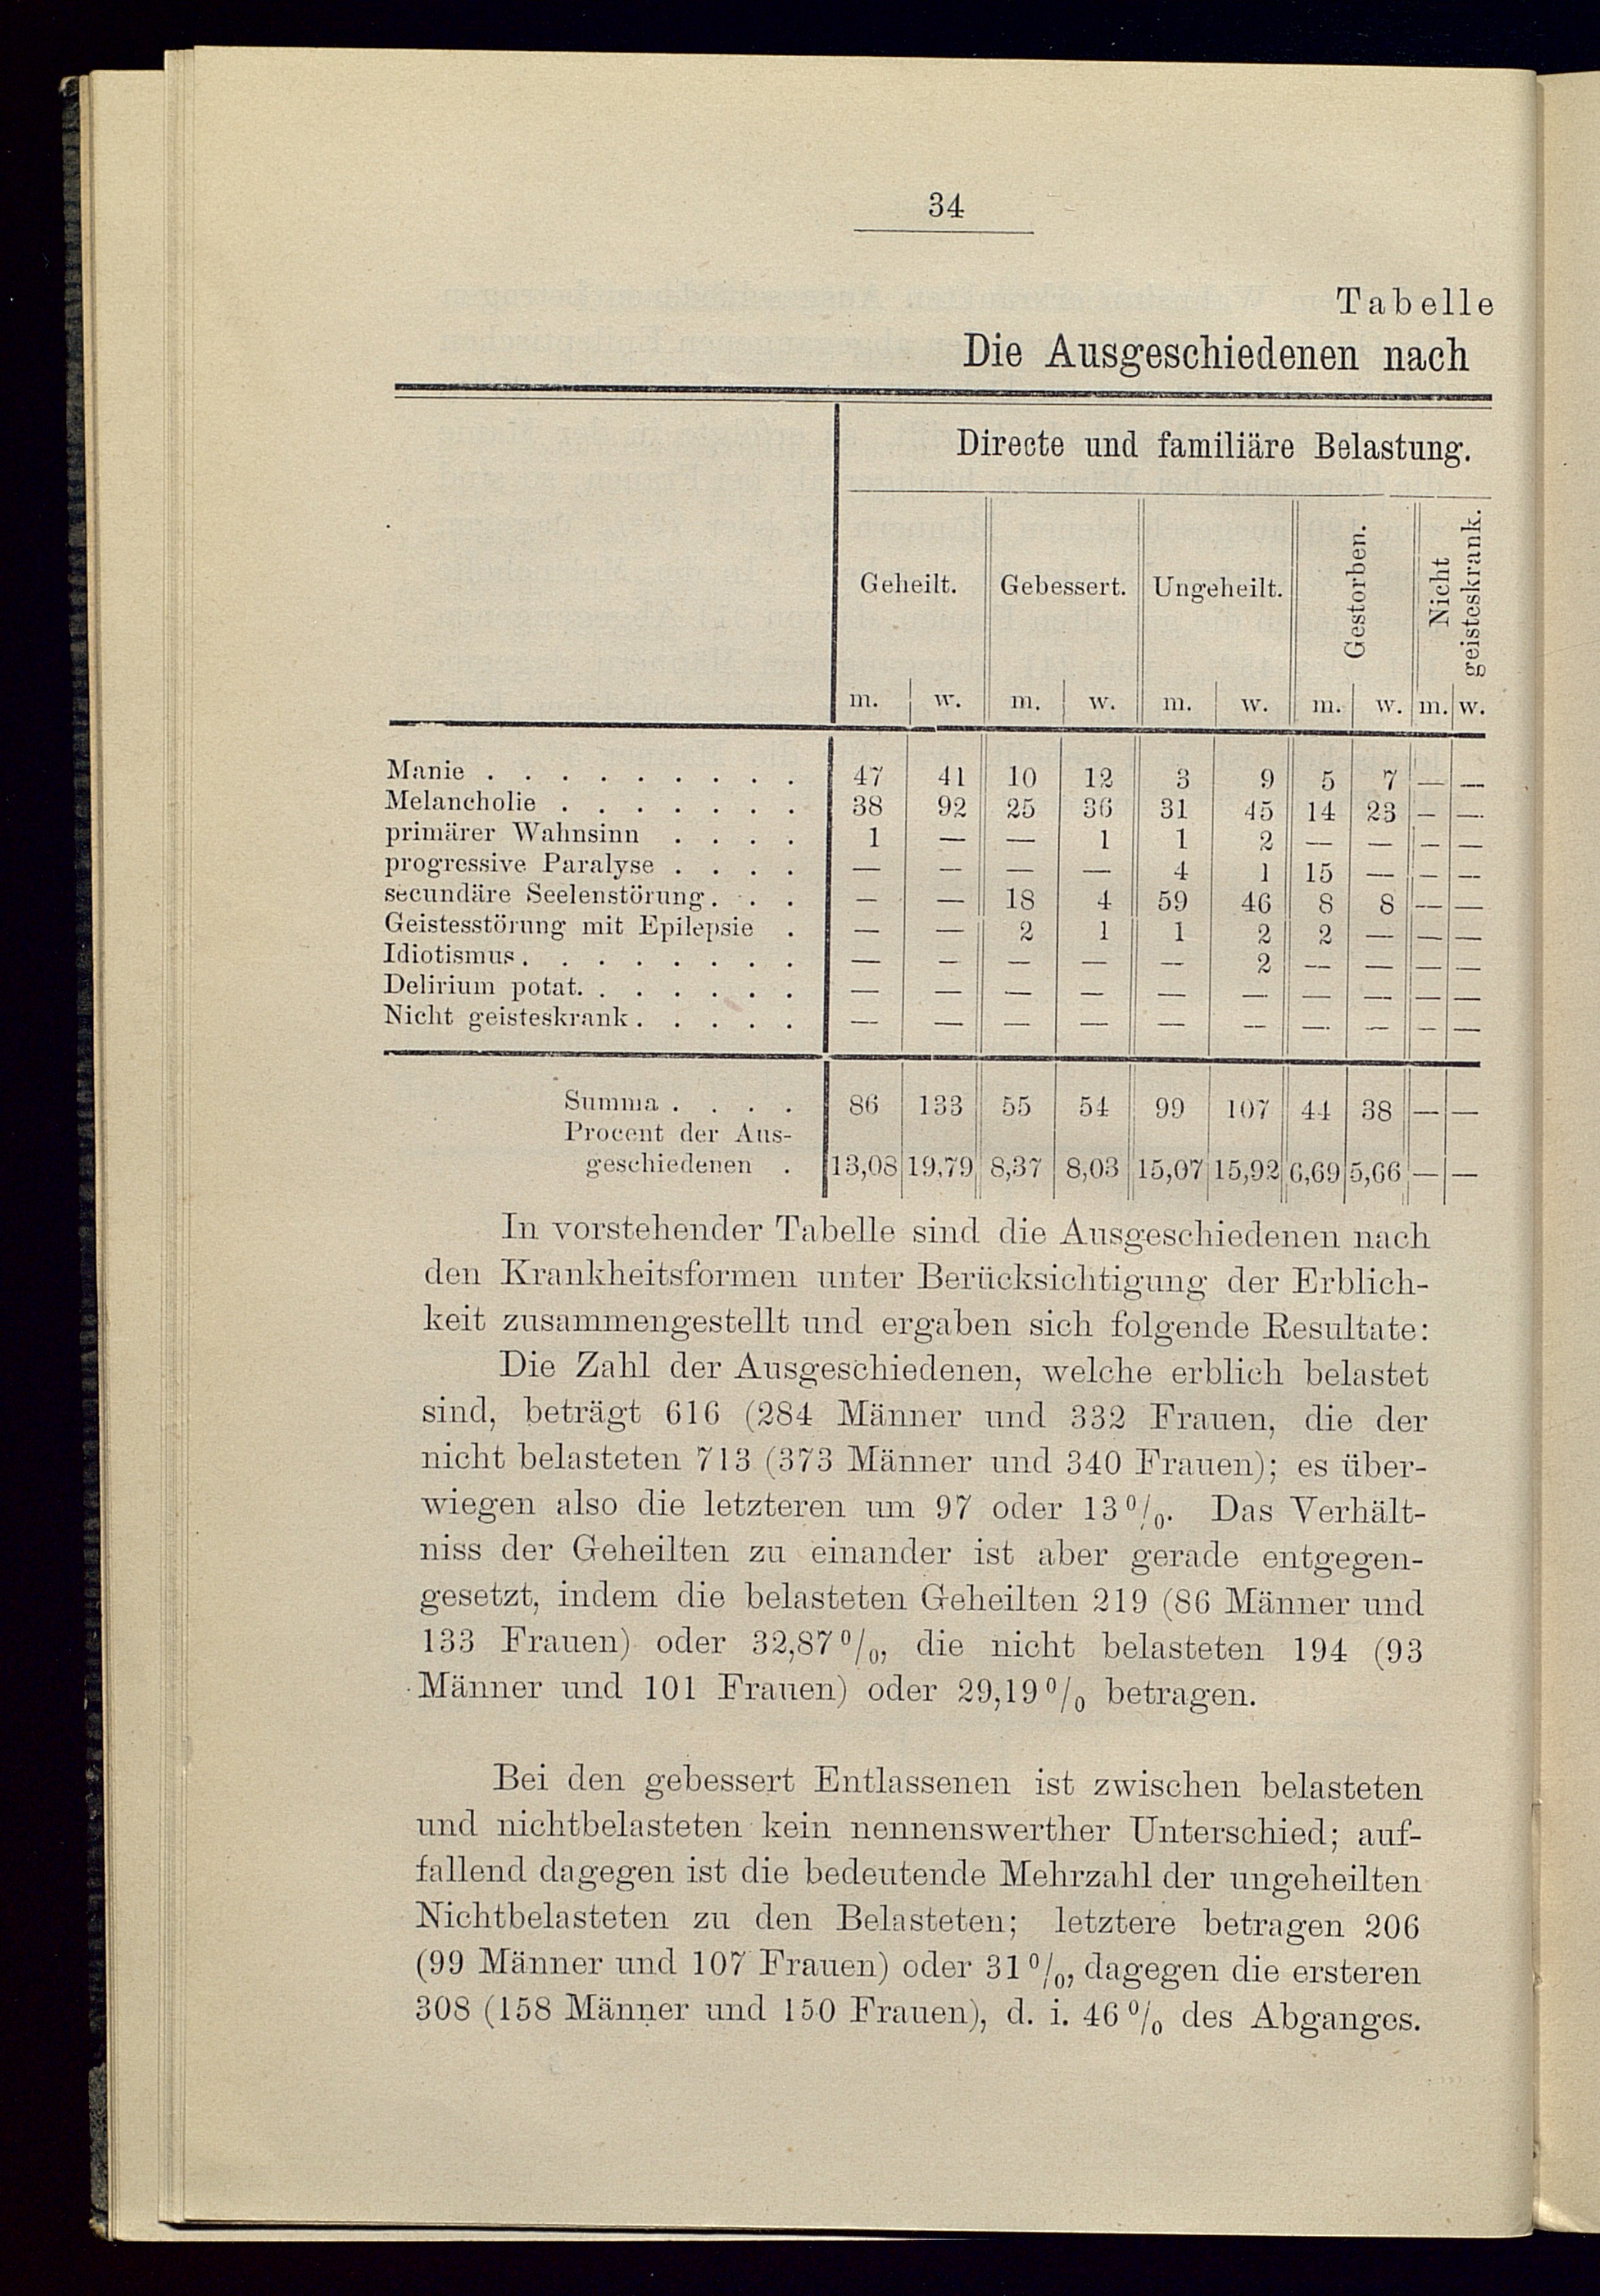 34
Tabelle
Die Ausgeschiedenen nach
Directe und familiäre Belastung.
Geheilt. Gebessert. Ungeheilt. Gestorben. Nicht geisteskrank.
m. w. m. w. m. w. m. w. m. w.
Manie . . . . . . . . . 47 41 10 12 3 9 5 7 — —
Melancholie . . . . . . . 38 92 25 36 31 45 14 23 — —
primärer Wahnsinn . . . . 1 — — 1 1 2 — — — —
progressive Paralyse . . . . — — — — 4 1 15 — — —
secundäre Seelenstörung . . . — — 18 4 59 46 8 8 — —
Geistesstörung mit Epilepsie . — — 2 1 1 2 2 — — —
Idiotismus . . . . . . . . — — — — — 2 — — — —
Delirium potat. . . . . . . — — — — — — — — — —
Nicht geisteskrank . . . . . — — — — — — — — — —
Summa . . . . 86 133 55 54 99 107 44 38 — —
Procent der Aus-
geschiedenen . 13,08 19,79 8,37 8,03 15,07 15,92 6,69 5,66 — —
In vorstehender Tabelle sind die Ausgeschiedenen nach
den Krankheitsformen unter Berücksichtigung der Erblich-
keit zusammengestellt und ergaben sich folgende Resultate:
Die Zahl der Ausgeschiedenen, welche erblich belastet
sind, beträgt 616 (284 Männer und 332 Frauen, die der
nicht belasteten 713 (373 Männer und 340 Frauen); es über-
wiegen also die letzteren um 97 oder 13 %. Das Verhält-
niss der Geheilten zu einander ist aber gerade entgegen-
gesetzt, indem die belasteten Geheilten 219 (86 Männer und
133 Frauen) oder 32,87 %, die nicht belasteten 194 (93
Männer und 101 Frauen) oder 29,19 % betragen.
Bei den gebessert Entlassenen ist zwischen belasteten
und nichtbelasteten kein nennenswerther Unterschied; auf-
fallend dagegen ist die bedeutende Mehrzahl der ungeheilten
Nichtbelasteten zu den Belasteten; letztere betragen 206
(99 Männer und 107 Frauen) oder 31 %, dagegen die ersteren
308 (158 Männer und 150 Frauen), d. i. 46 % des Abganges.